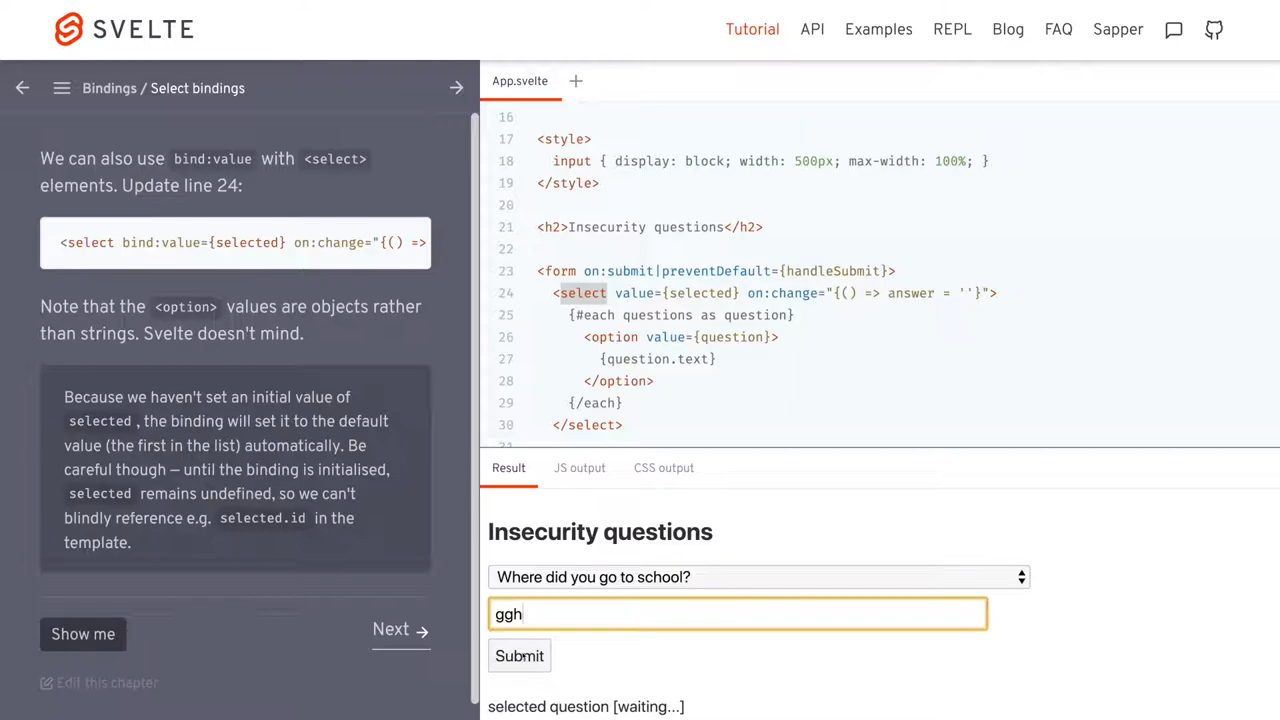 SVELTE
Tutorial API Examples REPL Blog FAQ Sapper
Bindings / Select bindings
We can also use bind:value with <select>
elements. Update line 24:
<select bind:value={selected} on:change="{() =>
Note that the <option> values are objects rather
than strings. Svelte doesn't mind.
Because we haven't set an initial value of
selected, the binding will set it to the default
value (the first in the list) automatically. Be
careful though — until the binding is initialised,
selected remains undefined, so we can't
blindly reference e.g. selected.id in the
template.
Show me
Next
Edit this chapter
App.svelte +
16
17 <style>
18 input { display: block; width: 500px; max-width: 100%; }
19 </style>
20
21 <h2>Insecurity questions</h2>
22
23 <form on:submit|preventDefault={handleSubmit}>
24 <select value={selected} on:change="{() => answer = ''}">
25 {#each questions as question}
26 <option value={question}>
27 {question.text}
28 </option>
29 {/each}
30 </select>
Result JS output CSS output
Insecurity questions
Where did you go to school?
ggh
Submit
selected question [waiting...]